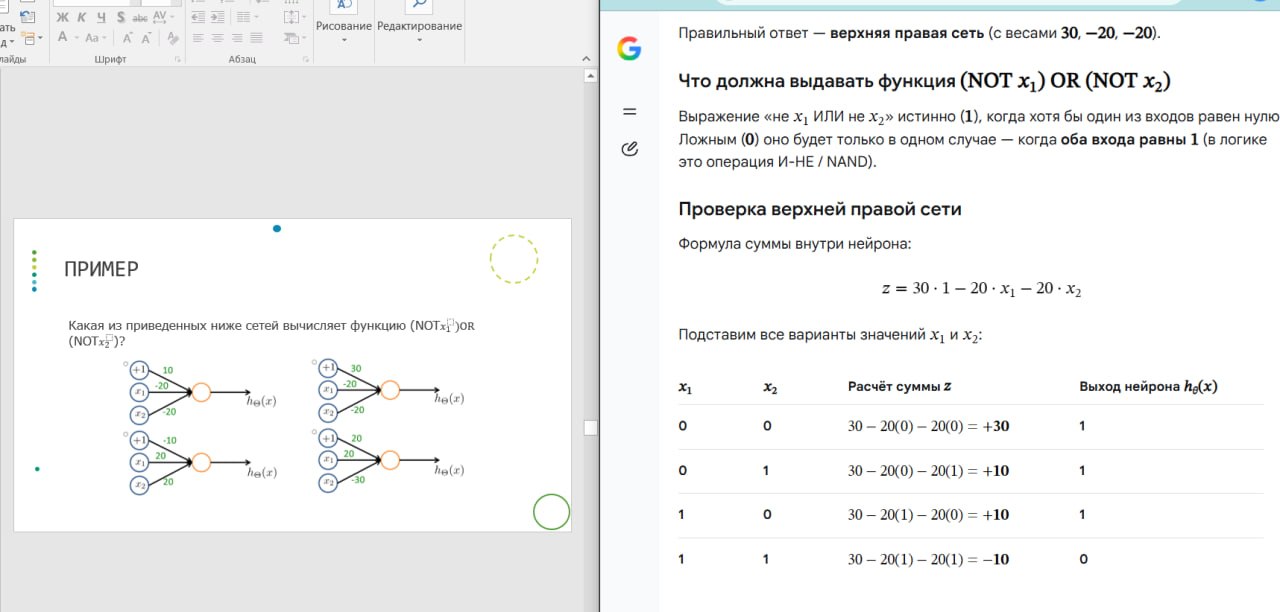 ать
д
лайды
Ж К Ч S abc AV
А Aa А А
Шрифт
Абзац
Рисование
Редактирование
ПРИМЕР
Какая из приведенных ниже сетей вычисляет функцию (NOTx₁)OR
(NOTx₂)?
+1 10
x₁ -20
x₂ -20
hΘ(x)
+1 30
x₁ -20
x₂ -20
hΘ(x)
+1 -10
x₁ 20
x₂ 20
hΘ(x)
+1 20
x₁ 20
x₂ -30
hΘ(x)
Правильный ответ — верхняя правая сеть (с весами 30, −20, −20).
Что должна выдавать функция (NOT x₁) OR (NOT x₂)
Выражение «не x₁ ИЛИ не x₂» истинно (1), когда хотя бы один из входов равен нулю
Ложным (0) оно будет только в одном случае — когда оба входа равны 1 (в логике
это операция И-НЕ / NAND).
Проверка верхней правой сети
Формула суммы внутри нейрона:
z = 30 · 1 − 20 · x₁ − 20 · x₂
Подставим все варианты значений x₁ и x₂:
x₁ x₂ Расчёт суммы z Выход нейрона hθ(x)
0 0 30 − 20(0) − 20(0) = +30 1
0 1 30 − 20(0) − 20(1) = +10 1
1 0 30 − 20(1) − 20(0) = +10 1
1 1 30 − 20(1) − 20(1) = −10 0